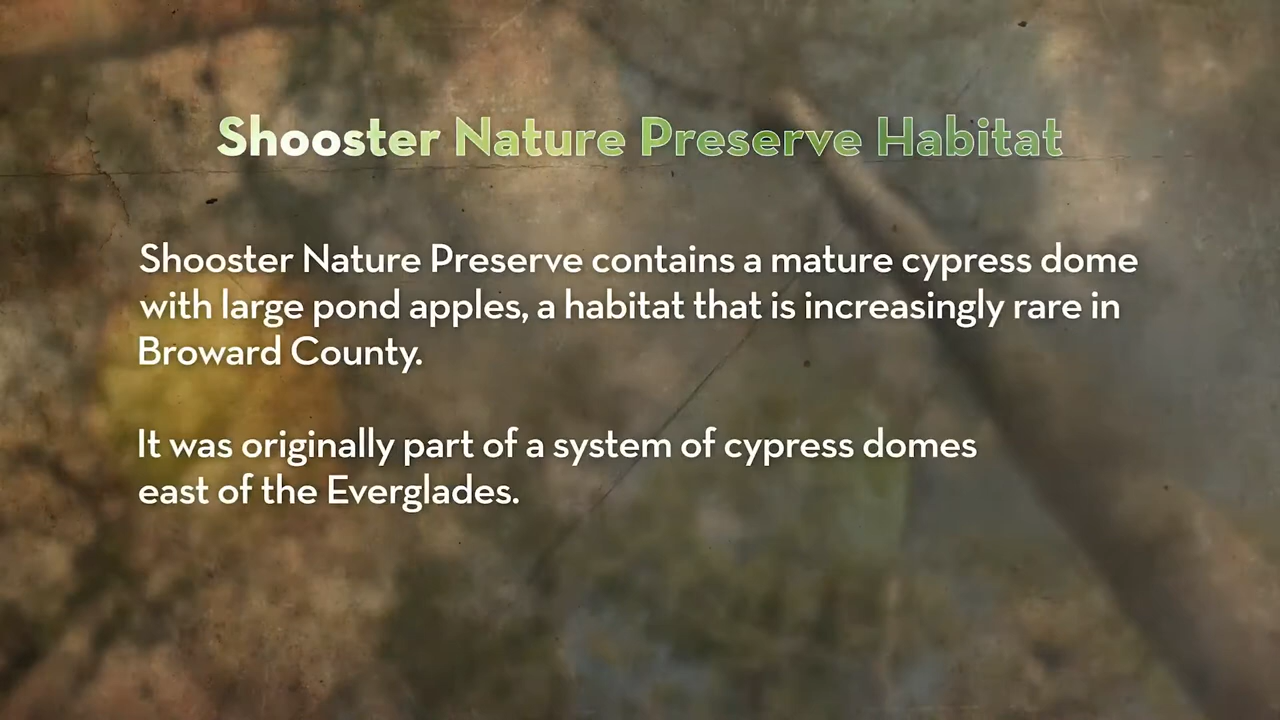 Shooster Nature Preserve Habitat
Shooster Nature Preserve contains a mature cypress dome
with large pond apples, a habitat that is increasingly rare in
Broward County.
It was originally part of a system of cypress domes
east of the Everglades.